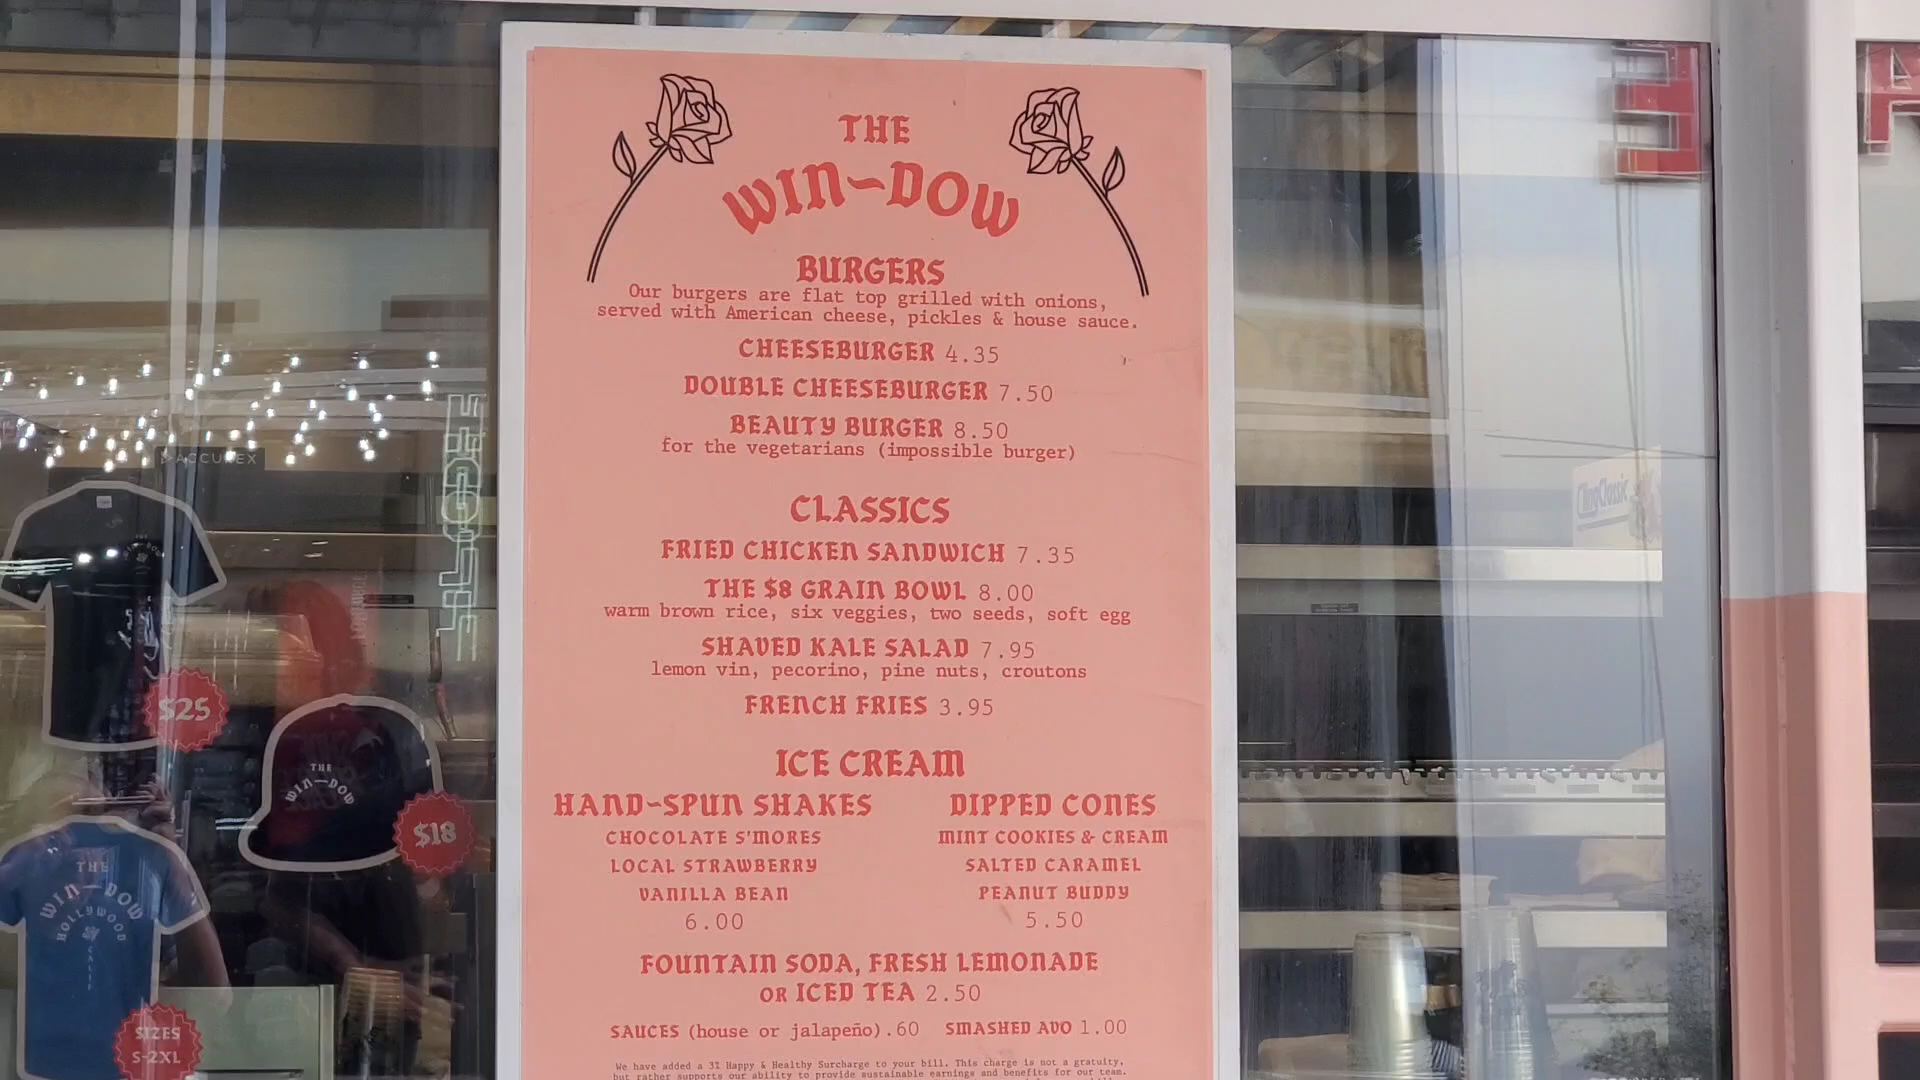 THE
WIN~DOW
BURGERS
Our burgers are flat top grilled with onions,
served with American cheese, pickles & house sauce.
CHEESEBURGER 4.35
DOUBLE CHEESEBURGER 7.50
BEAUTY BURGER 8.50
for the vegetarians (impossible burger)
CLASSICS
FRIED CHICKEN SANDWICH 7.35
THE $8 GRAIN BOWL 8.00
warm brown rice, six veggies, two seeds, soft egg
SHAVED KALE SALAD 7.95
lemon vin, pecorino, pine nuts, croutons
FRENCH FRIES 3.95
ICE CREAM
HAND~SPUN SHAKES
CHOCOLATE S'MORES
LOCAL STRAWBERRY
VANILLA BEAN
6.00
DIPPED CONES
MINT COOKIES & CREAM
SALTED CARAMEL
PEANUT BUDDY
5.50
FOUNTAIN SODA, FRESH LEMONADE
OR ICED TEA 2.50
SAUCES (house or jalapeño).60 SMASHED AVO 1.00
We have added a 3% Happy & Healthy Surcharge to your bill. This charge is not a gratuity,
but rather supports our ability to provide sustainable earnings and benefits for our team.
ACCUREX
$25
THE
WIN~DOW
$18
THE
WIN~DOW
HOLLYWOOD
CALIF
SIZES
S-2XL
ClingClassic